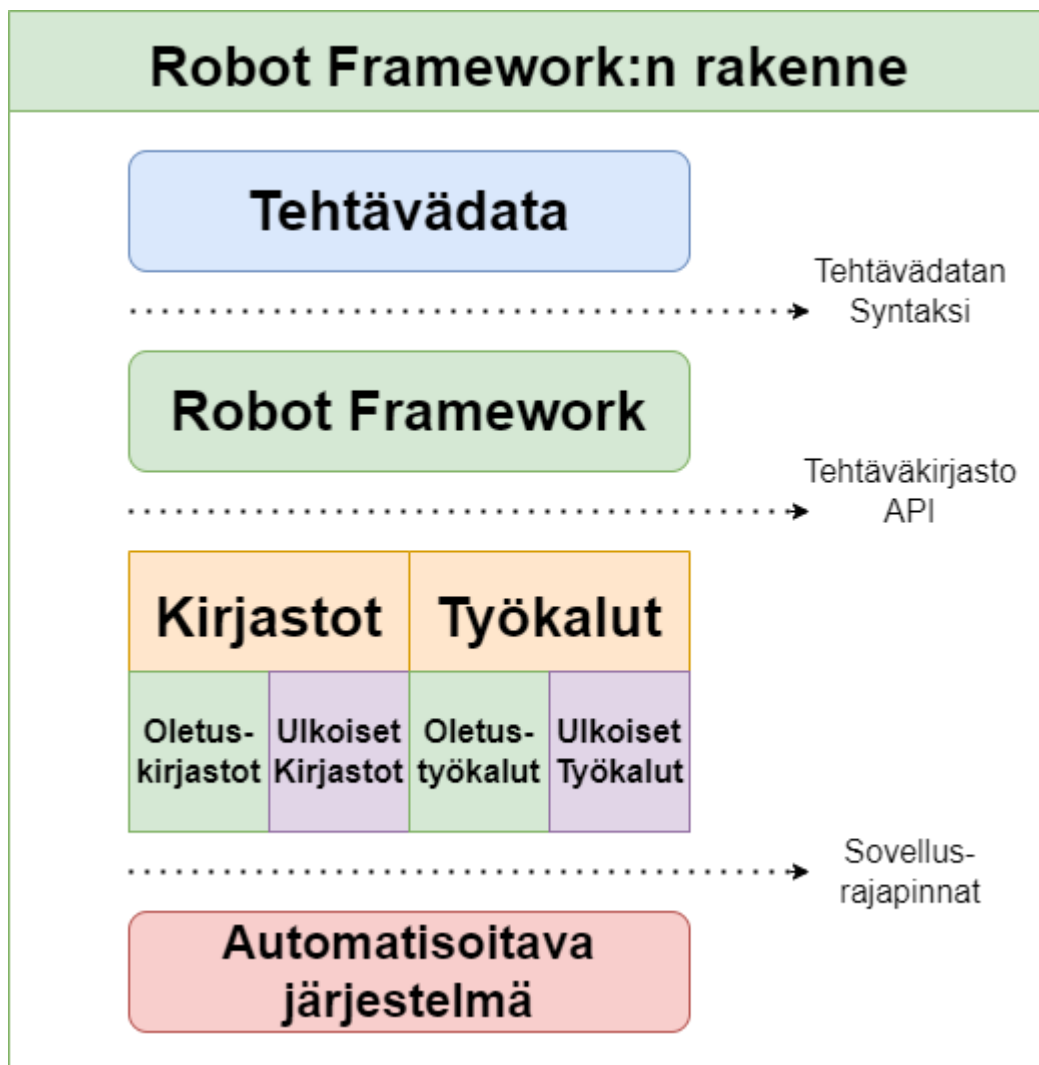 Robot Framework:n rakenne
Tehtävädata
Tehtävädatan
Syntaksi
Robot Framework
Tehtäväkirjasto
API
Kirjastot
Työkalut
Oletus-
kirjastot
Ulkoiset
Kirjastot
Oletus-
työkalut
Ulkoiset
Työkalut
Sovellus-
rajapinnat
Automatisoitava
järjestelmä